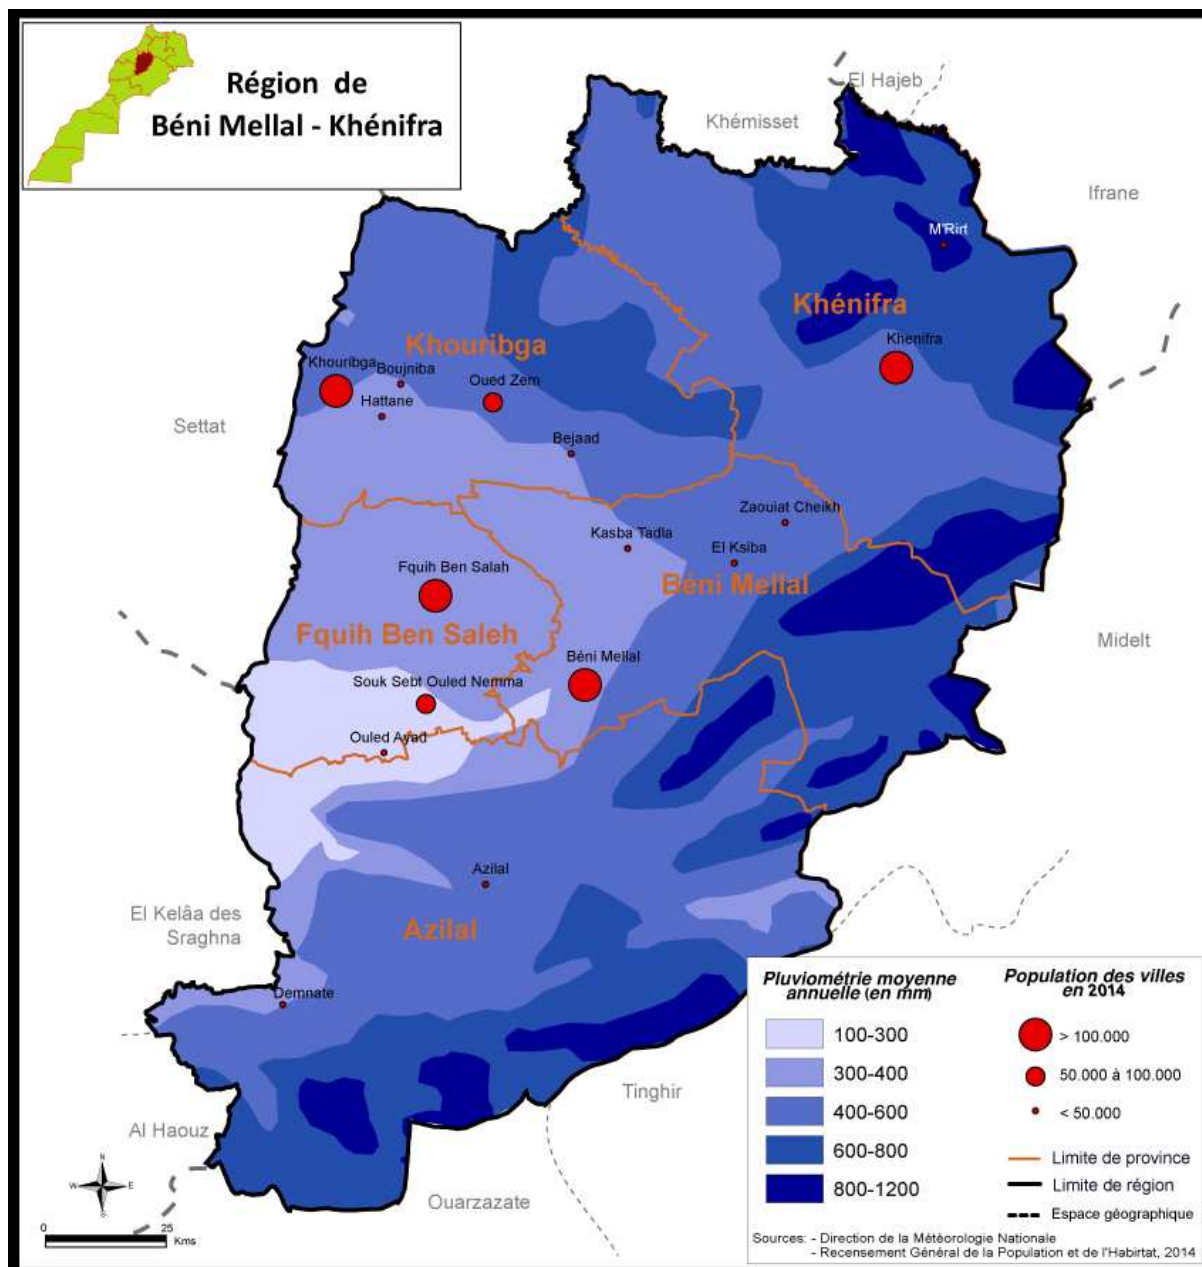 Région de
Béni Mellal - Khénifra
El Hajeb
Khémisset
Ifrane
M'Rirt
Khénifra
Khenifra
Khouribga
Khouribga
Boujniba
Oued Zem
Hattane
Settat
Bejaad
Zaouiat Cheikh
Kasba Tadla
El Ksiba
Fquih Ben Salah
Béni Mellal
Fquih Ben Saleh
Midelt
Béni Mellal
Souk Sebt Ouled Nemma
Ouled Ayad
Azilal
El Kelâa des
Sraghna
Azilal
Demnate
Tinghir
Al Haouz
Ouarzazate
N
W
E
S
0
25
Kms
Pluviométrie moyenne
annuelle (en mm)
100-300
300-400
400-600
600-800
800-1200
Population des villes
en 2014
> 100.000
50.000 à 100.000
< 50.000
Limite de province
Limite de région
Espace géographique
Sources: - Direction de la Météorologie Nationale
- Recensement Général de la Population et de l'Habirtat, 2014